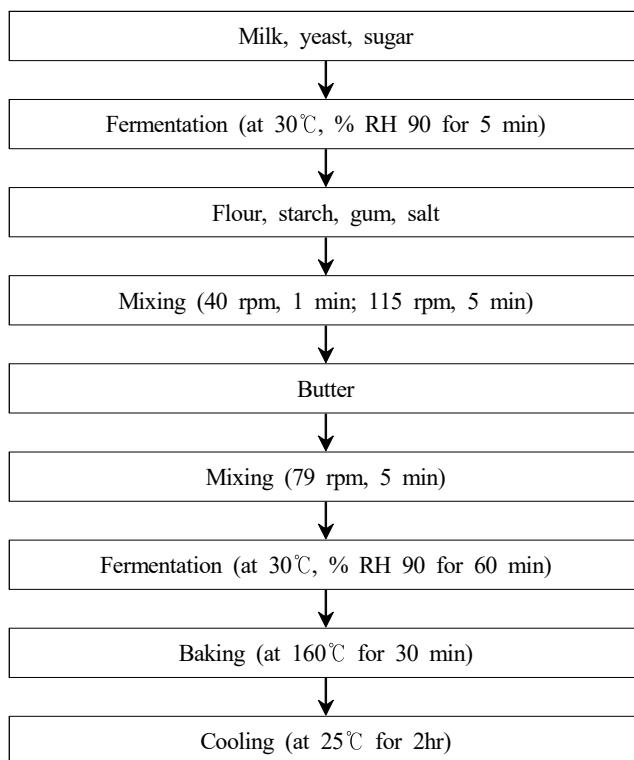 Milk, yeast, sugar
Fermentation (at 30℃, % RH 90 for 5 min)
Flour, starch, gum, salt
Mixing (40 rpm, 1 min; 115 rpm, 5 min)
Butter
Mixing (79 rpm, 5 min)
Fermentation (at 30℃, % RH 90 for 60 min)
Baking (at 160℃ for 30 min)
Cooling (at 25℃ for 2hr)